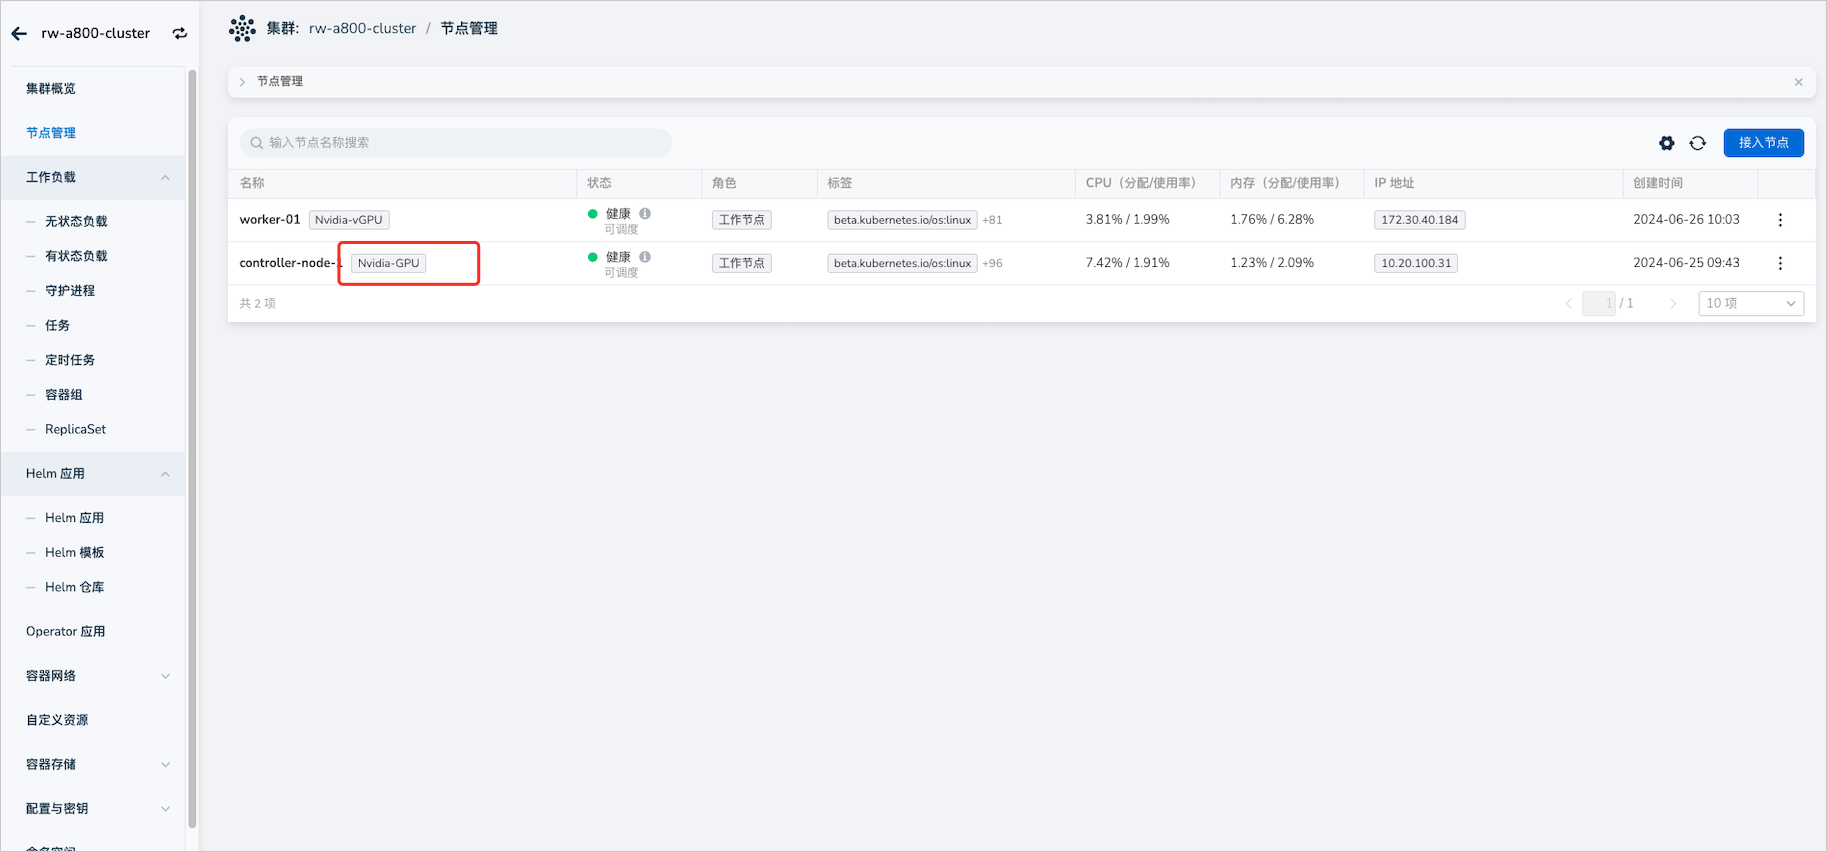 rw-a800-cluster
集群概览
节点管理
工作负载
无状态负载
有状态负载
守护进程
任务
定时任务
容器组
ReplicaSet
Helm 应用
Helm 应用
Helm 模板
Helm 仓库
Operator 应用
容器网络
自定义资源
容器存储
配置与密钥
命名空间
集群: rw-a800-cluster / 节点管理
节点管理
输入节点名称搜索
接入节点
名称 状态 角色 标签 CPU（分配/使用率） 内存（分配/使用率） IP 地址 创建时间
worker-01 Nvidia-vGPU 健康 工作节点 beta.kubernetes.io/os:linux +81 3.81% / 1.99% 1.76% / 6.28% 172.30.40.184 2024-06-26 10:03
可调度
controller-node-1 Nvidia-GPU 健康 工作节点 beta.kubernetes.io/os:linux +96 7.42% / 1.91% 1.23% / 2.09% 10.20.100.31 2024-06-25 09:43
可调度
共 2 项 1 / 1 10 项